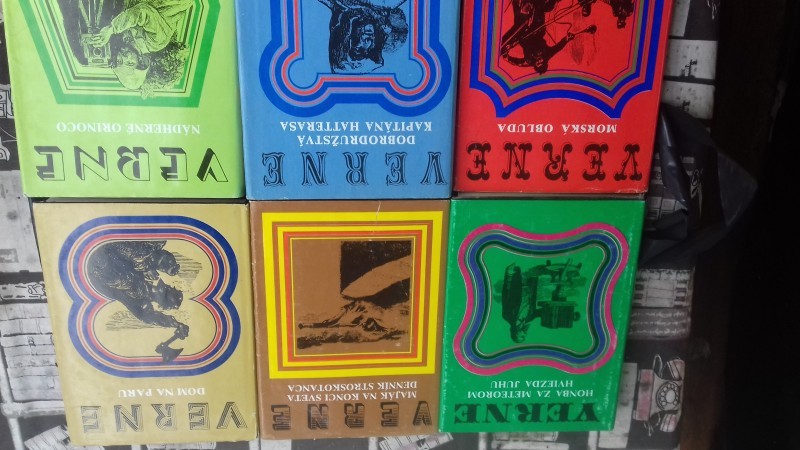 VERNE
HONBA ZA METEOROM
HVIEZDA JUHU
VERNE
MAJÁK NA KONCI SVETA
DENNÍK STROSKOTANCA
VERNE
DOM NA PARU
VERNE
MORSKÁ OBLUDA
VERNE
DOBRODRUŽSTVÁ
KAPITÁNA HATTERASA
VERNE
NÁDHERNÉ ORINOCO